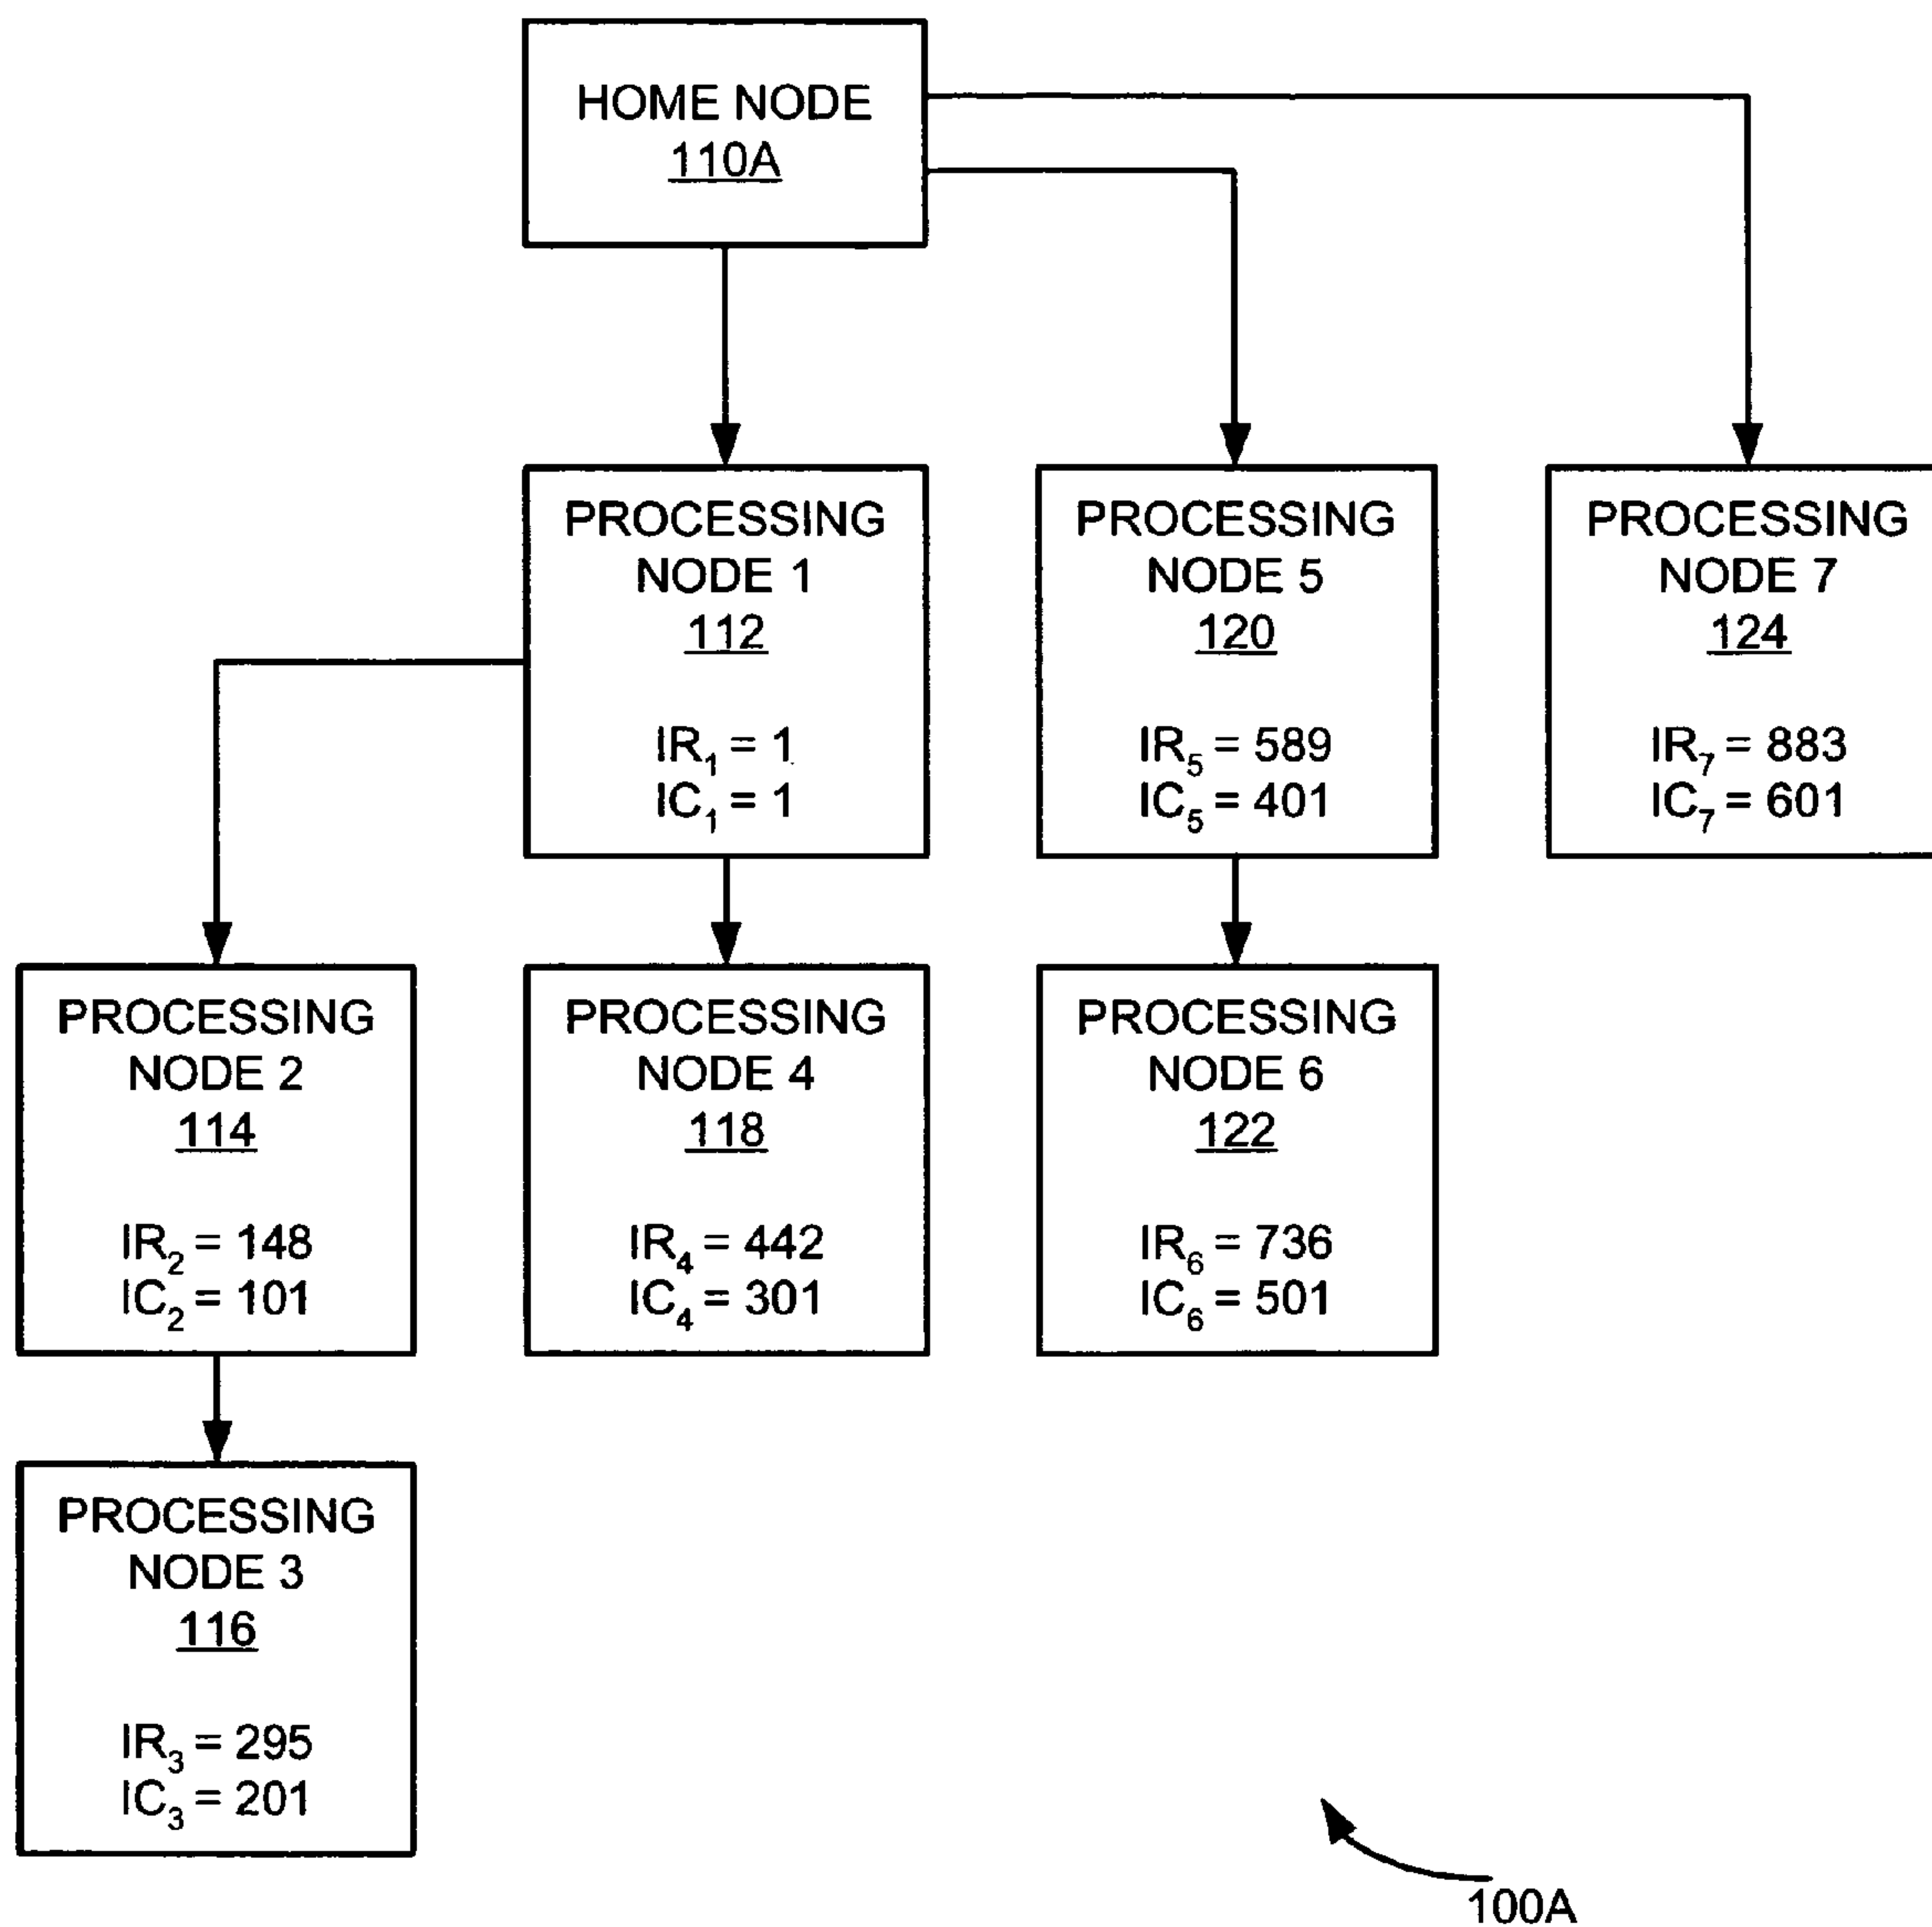 HOME NODE
110A
PROCESSING
NODE 1
112
IR₁ = 1
IC₁ = 1
PROCESSING
NODE 5
120
IR₅ = 589
IC₅ = 401
PROCESSING
NODE 7
124
IR₇ = 883
IC₇ = 601
PROCESSING
NODE 2
114
IR₂ = 148
IC₂ = 101
PROCESSING
NODE 4
118
IR₄ = 442
IC₄ = 301
PROCESSING
NODE 6
122
IR₆ = 736
IC₆ = 501
PROCESSING
NODE 3
116
IR₃ = 295
IC₃ = 201
100A